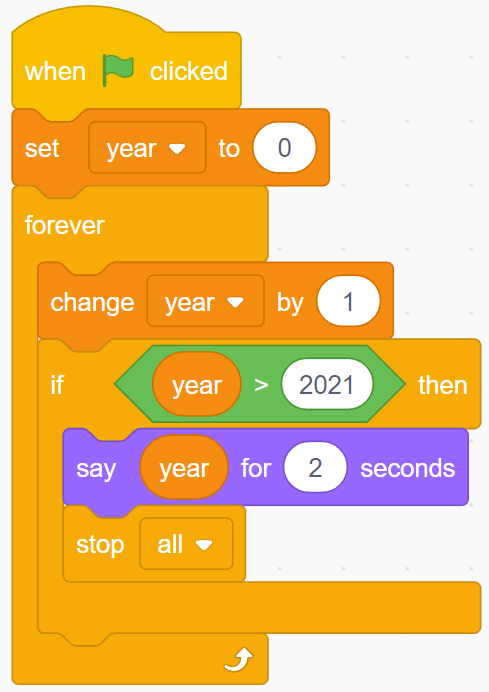 when clicked
set year to 0
forever
change year by 1
if year > 2021 then
say year for 2 seconds
stop all